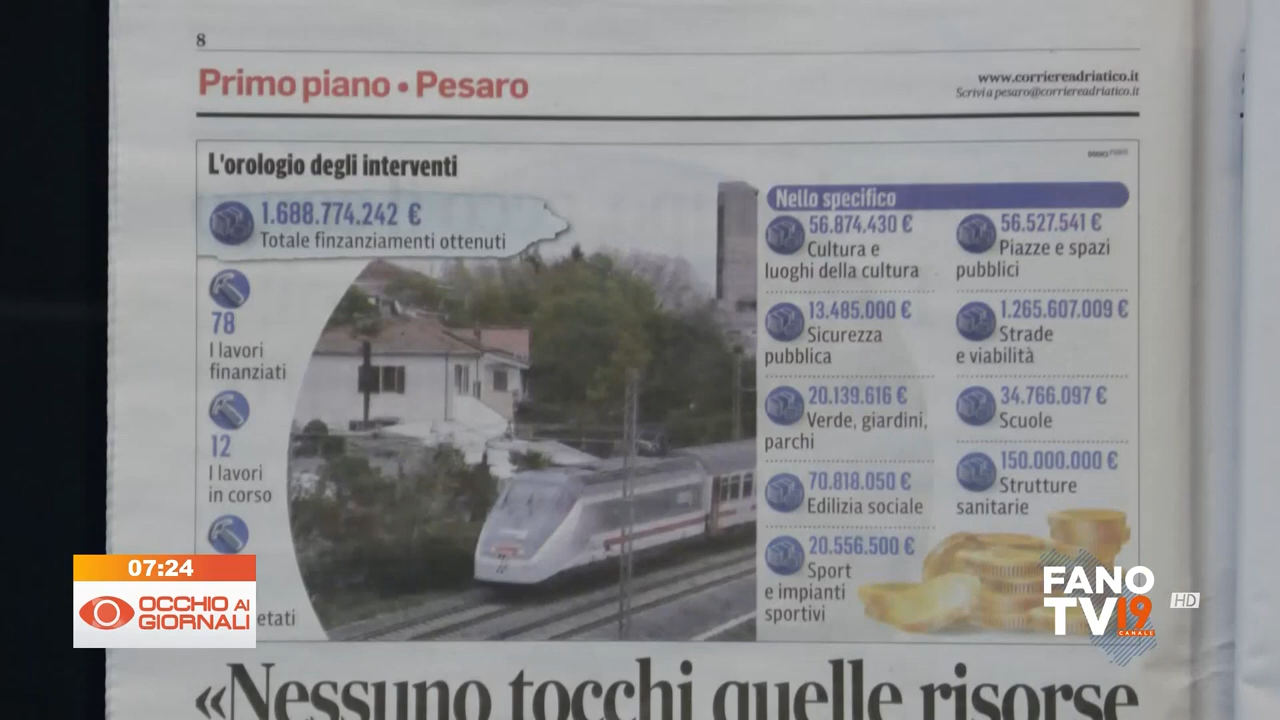 8
Primo piano • Pesaro
www.corriereadriatico.it
Scrivi a pesaro@corriereadriatico.it
L'orologio degli interventi
1.688.774.242 €
Totale finzanziamenti ottenuti
78
I lavori
finanziati
12
I lavori
in corso
etati
Nello specifico
56.874.430 €
Cultura e
luoghi della cultura
13.485.000 €
Sicurezza
pubblica
20.139.616 €
Verde, giardini,
parchi
70.818.050 €
Edilizia sociale
20.556.500 €
Sport
e impianti
sportivi
56.527.541 €
Piazze e spazi
pubblici
1.265.607.009 €
Strade
e viabilità
34.766.097 €
Scuole
150.000.000 €
Strutture
sanitarie
«Nessuno tocchi quelle risorse
07:24
OCCHIO AI
GIORNALI
FANO
TV19
CANALE
HD